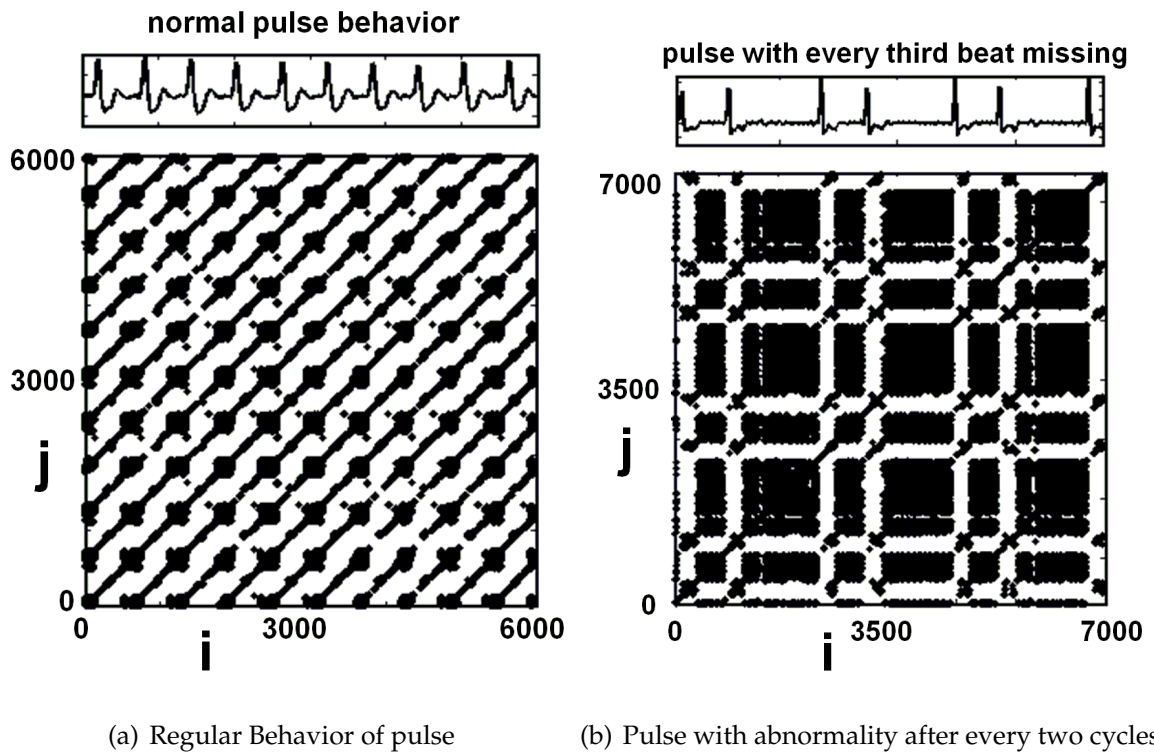 normal pulse behavior
6000
3000
j
0
0
3000
6000
i
(a) Regular Behavior of pulse
pulse with every third beat missing
7000
3500
j
0
0
3500
7000
i
(b) Pulse with abnormality after every two cycles